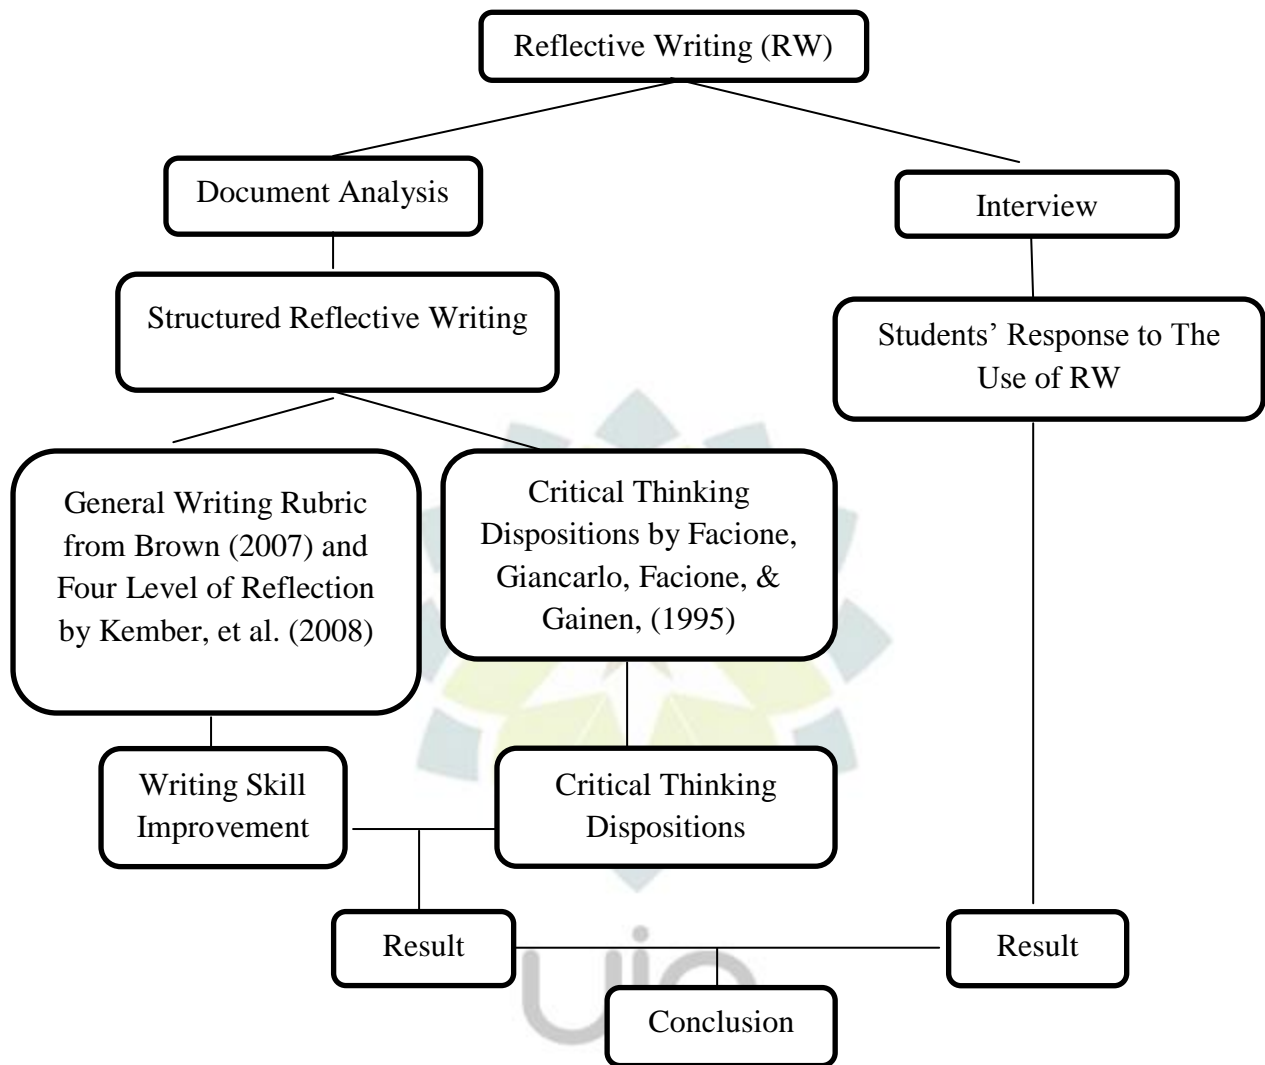 Reflective Writing (RW)
Document Analysis
Interview
Structured Reflective Writing
Students’ Response to The
Use of RW
General Writing Rubric
from Brown (2007) and
Four Level of Reflection
by Kember, et al. (2008)
Critical Thinking
Dispositions by Facione,
Giancarlo, Facione, &
Gainen, (1995)
Writing Skill
Improvement
Critical Thinking
Dispositions
Result
Result
uin
Conclusion